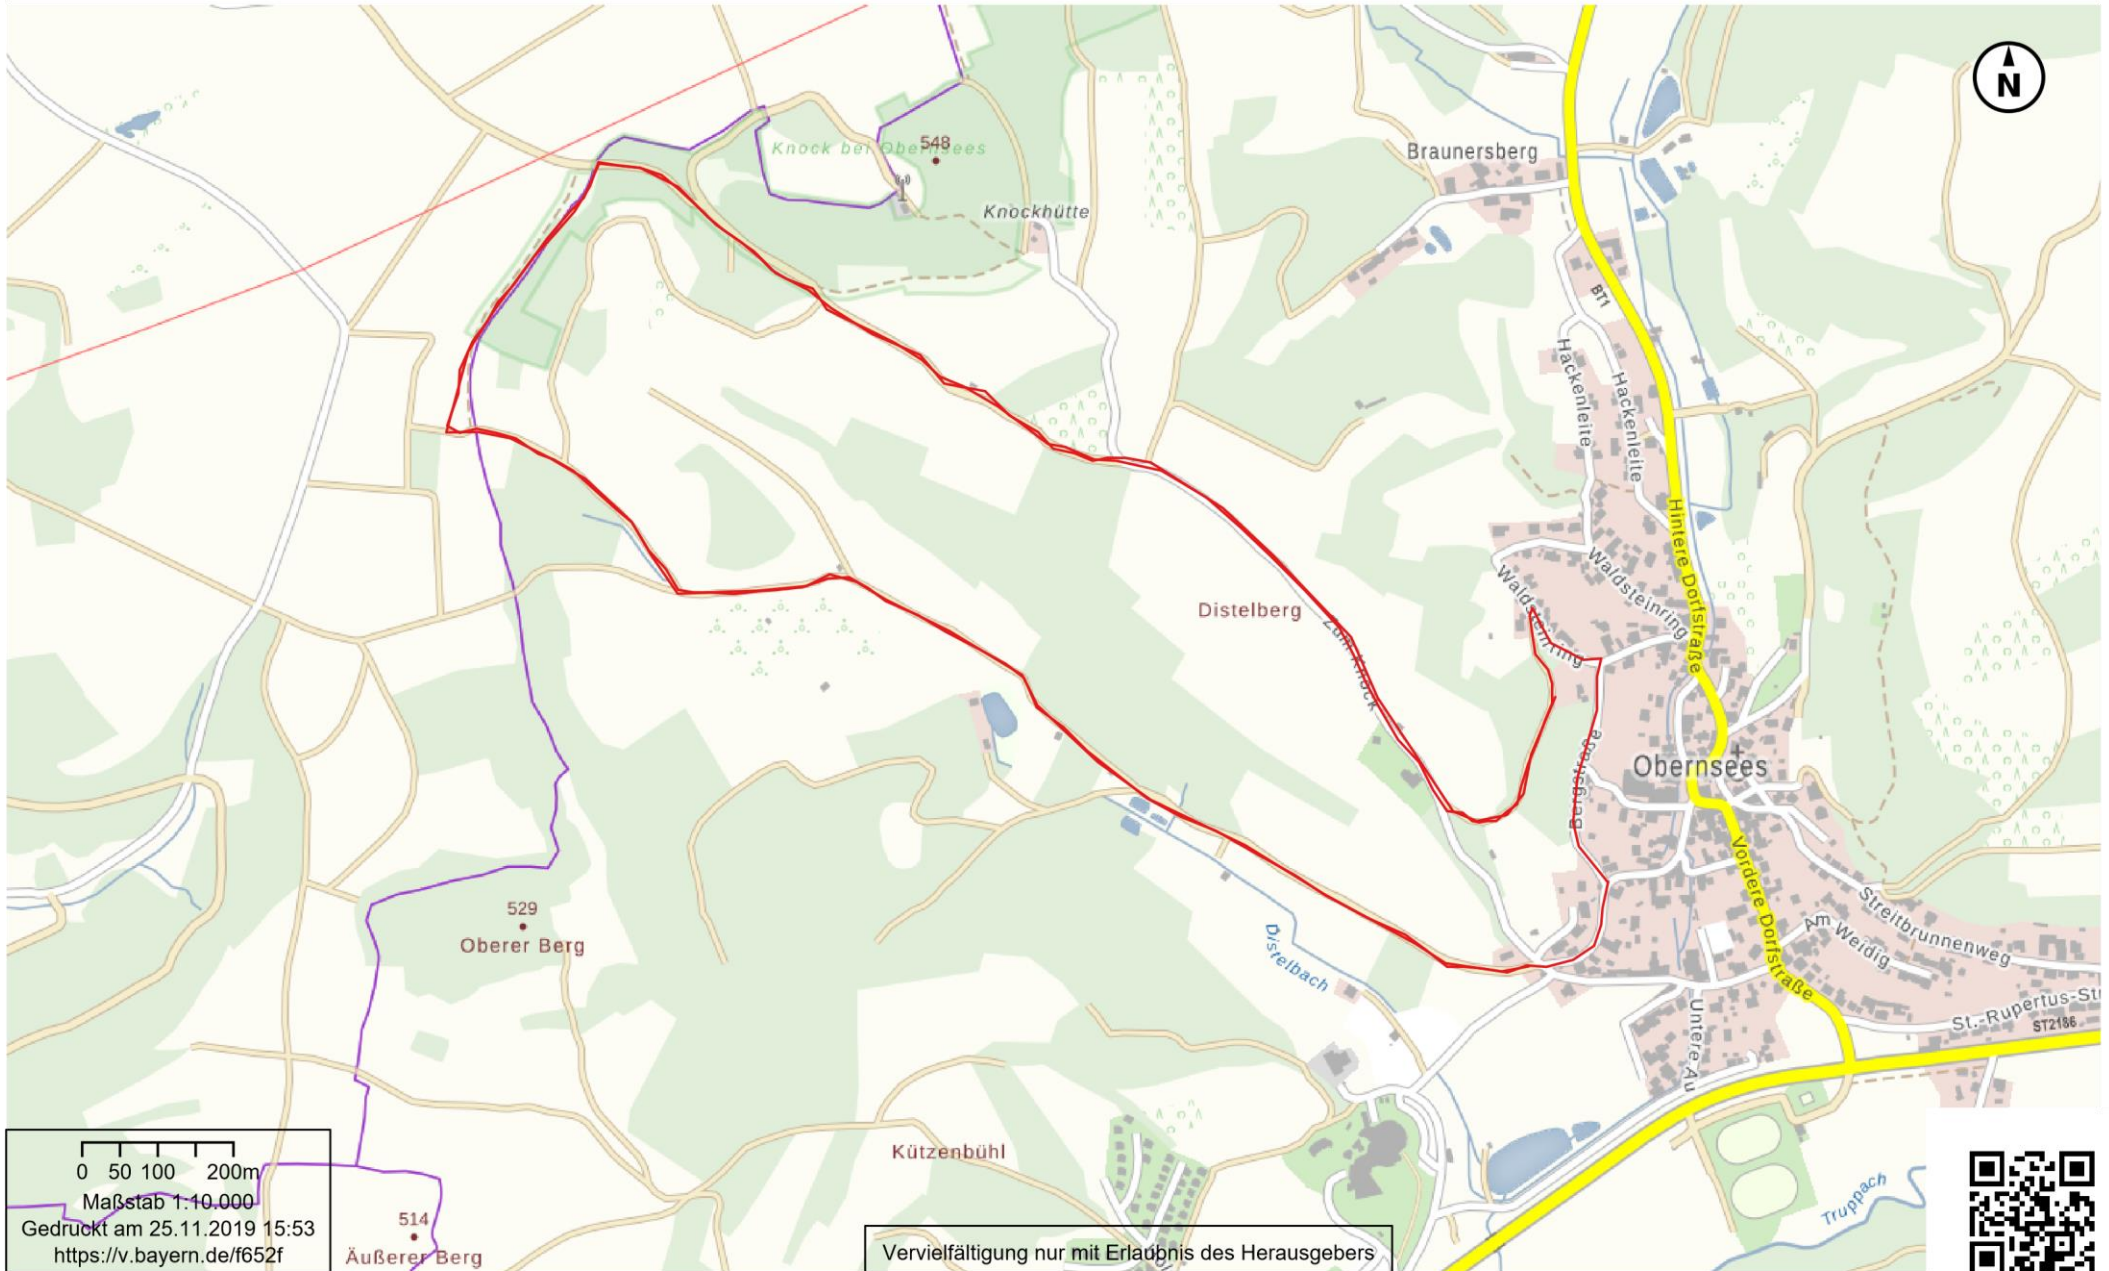 N
548
Knock bei Obernsees
Braunersberg
Knockhütte
BT1
Hackenleite
Hackenleite
Hintere Dorfstraße
Waldsteinring
Waldsteinring
Distelberg
Zum Knock
Bergstraße
Obernsees
Vordere Dorfstraße
Streitbrunnenweg
Am Weidig
529
Oberer Berg
Distelbach
Untere Au
St.-Rupertus-Str
ST2186
Kützenbühl
Truppach
0 50 100 200m
Maßstab 1:10.000
Gedruckt am 25.11.2019 15:53
https://v.bayern.de/f652f
514
Äußerer Berg
Vervielfältigung nur mit Erlaubnis des Herausgebers